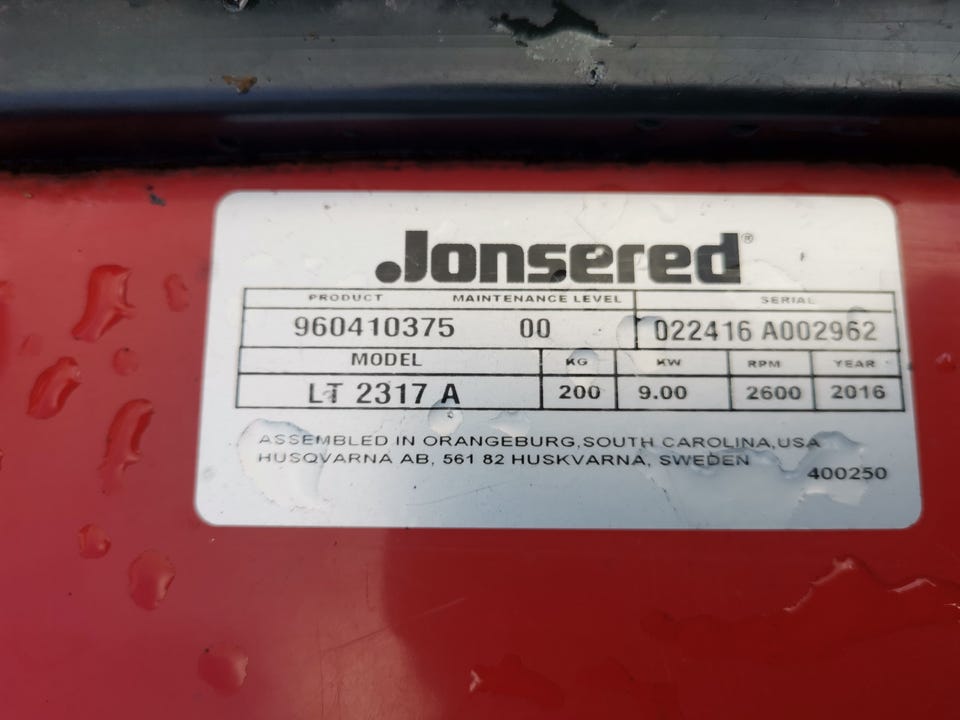 Jonsered®
PRODUCT MAINTENANCE LEVEL SERIAL
960410375 00 022416 A002962
MODEL KG KW RPM YEAR
LT 2317 A 200 9.00 2600 2016
ASSEMBLED IN ORANGEBURG, SOUTH CAROLINA, USA
HUSQVARNA AB, 561 82 HUSKVARNA, SWEDEN
400250